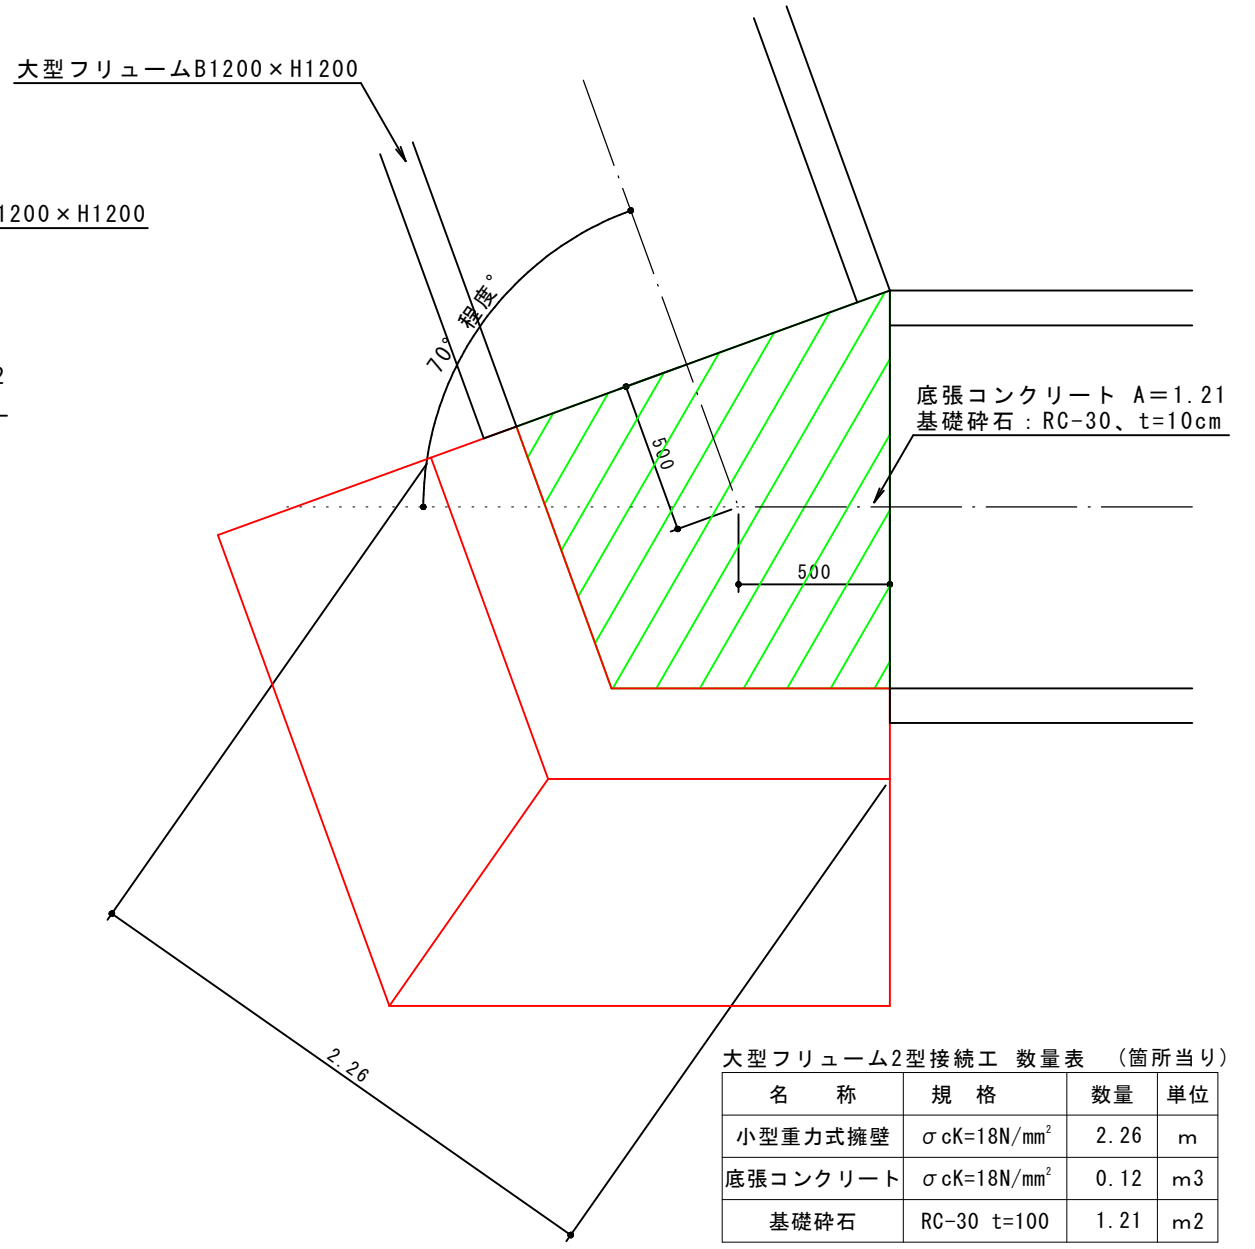 大型フリュームB1200×H1200
1200×H1200
2
70°程度°
500
500
底張コンクリート A=1.21
基礎砕石：RC-30、t=10cm
2.26
大型フリューム2型接続工 数量表 （箇所当り）
名 称 規 格 数量 単位
小型重力式擁壁 σcK=18N/mm² 2.26 m
底張コンクリート σcK=18N/mm² 0.12 m3
基礎砕石 RC-30 t=100 1.21 m2